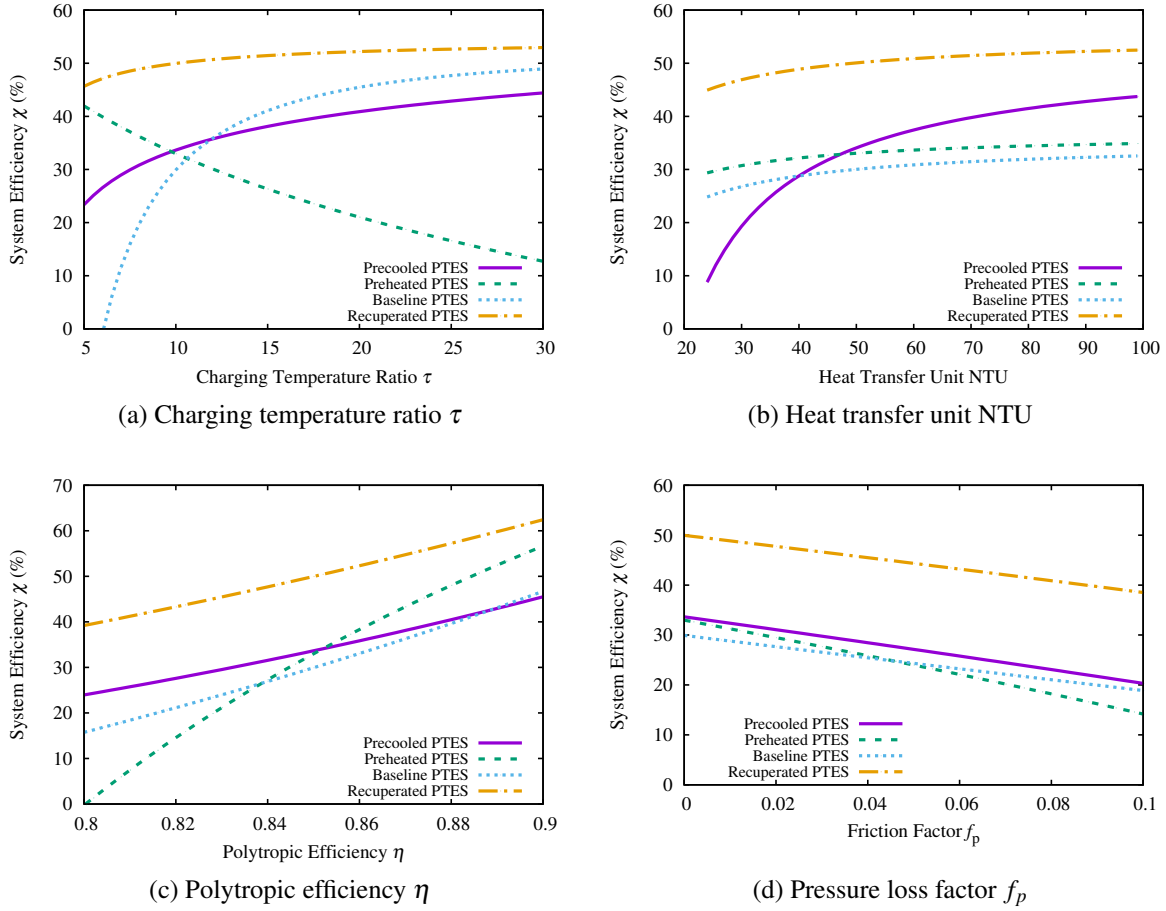 System Efficiency χ (%)
60
50
40
30
20
10
0
Precooled PTES
Preheated PTES
Baseline PTES
Recuperated PTES
5 10 15 20 25 30
Charging Temperature Ratio τ
(a) Charging temperature ratio τ
System Efficiency χ (%)
60
50
40
30
20
10
0
Precooled PTES
Preheated PTES
Baseline PTES
Recuperated PTES
20 30 40 50 60 70 80 90 100
Heat Transfer Unit NTU
(b) Heat transfer unit NTU
System Efficiency χ (%)
70
60
50
40
30
20
10
0
Precooled PTES
Preheated PTES
Baseline PTES
Recuperated PTES
0.8 0.82 0.84 0.86 0.88 0.9
Polytropic Efficiency η
(c) Polytropic efficiency η
System Efficiency χ (%)
60
50
40
30
20
10
0
Precooled PTES
Preheated PTES
Baseline PTES
Recuperated PTES
0 0.02 0.04 0.06 0.08 0.1
Friction Factor fp
(d) Pressure loss factor fp